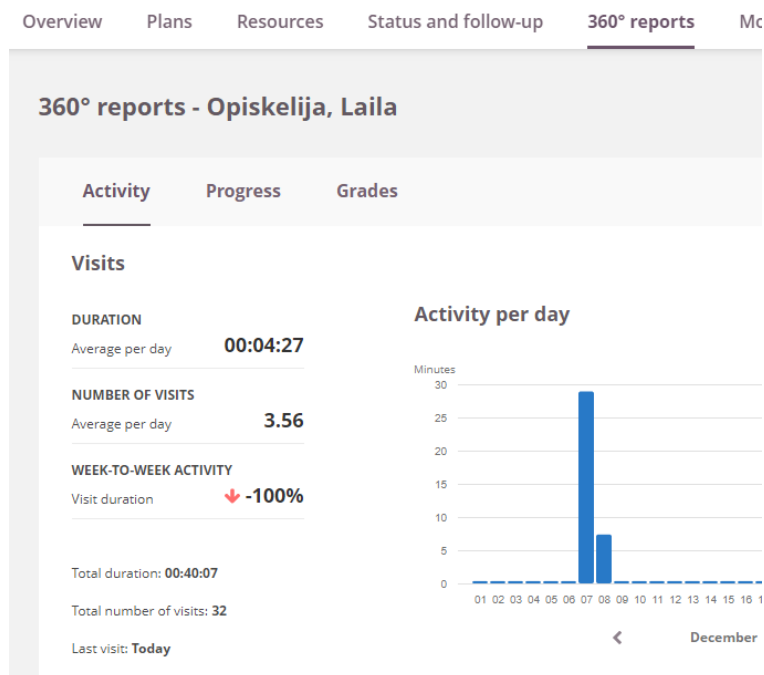 Overview Plans Resources Status and follow-up 360° reports
360° reports - Opiskelija, Laila
Activity Progress Grades
Visits
DURATION
Average per day 00:04:27
NUMBER OF VISITS
Average per day 3.56
WEEK-TO-WEEK ACTIVITY
Visit duration -100%
Total duration: 00:40:07
Total number of visits: 32
Last visit: Today
Activity per day
Minutes
30
25
20
15
10
5
0
01 02 03 04 05 06 07 08 09 10 11 12 13 14 15 16
December